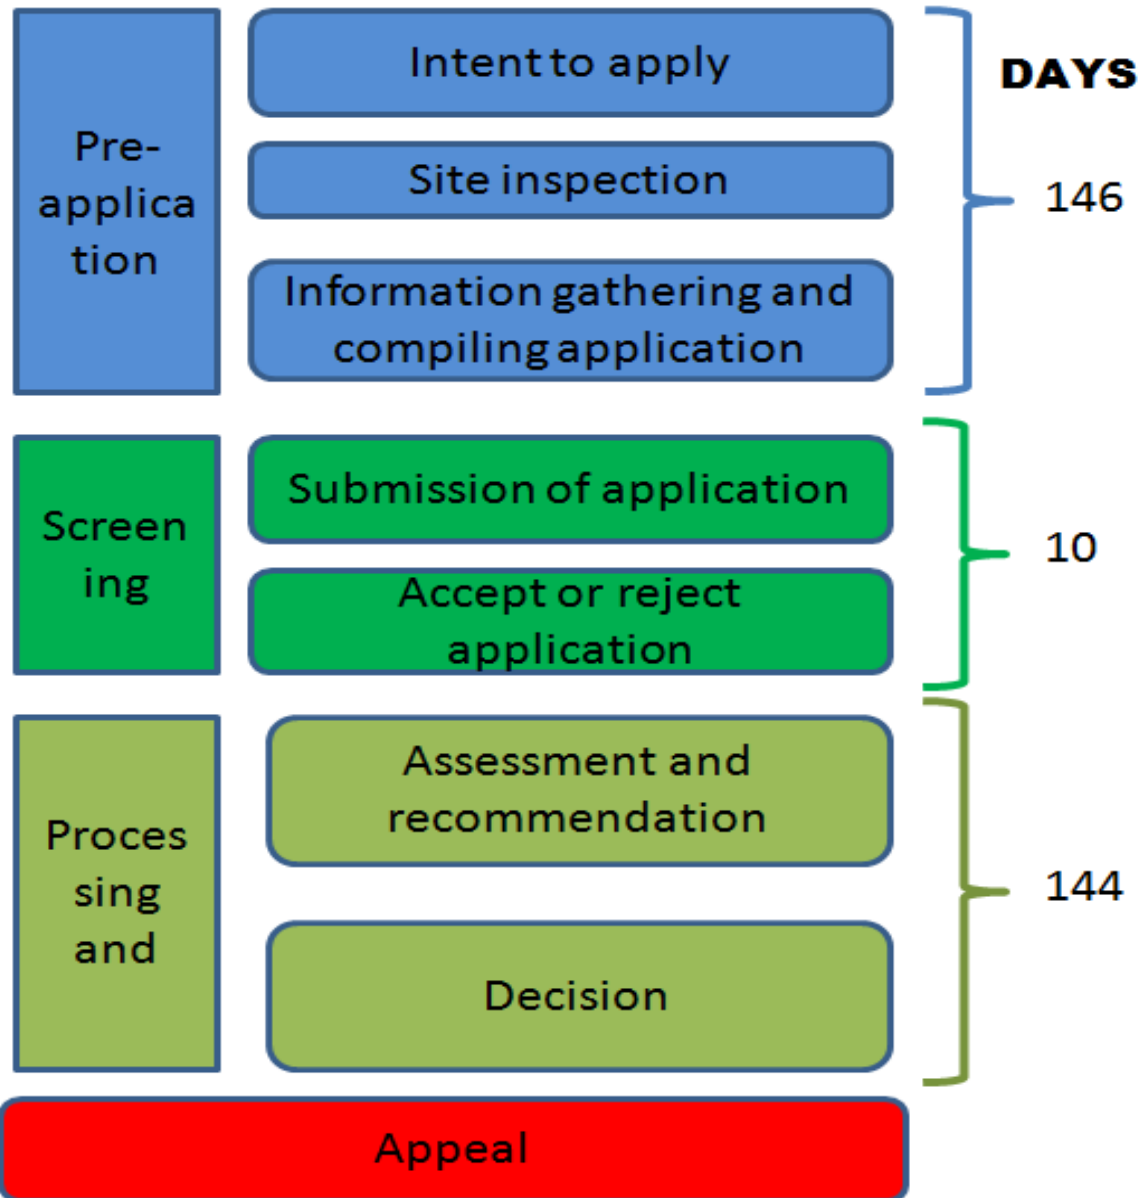 Pre-
applica
tion
Intent to apply
Site inspection
Information gathering and
compiling application
DAYS
146
Screen
ing
Submission of application
Accept or reject
application
10
Proces
sing
and
Assessment and
recommendation
Decision
144
Appeal